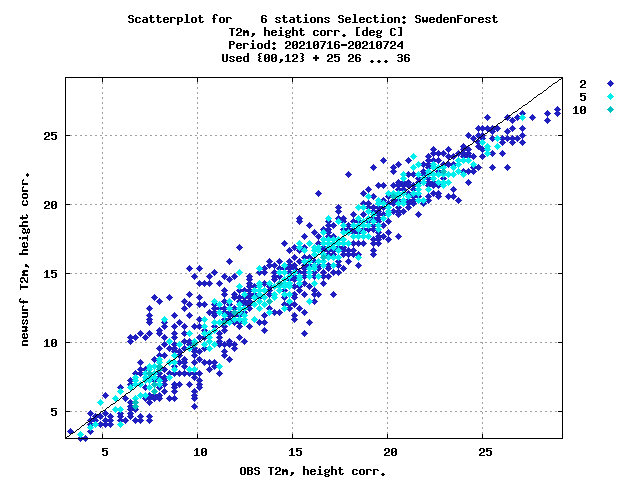 Scatterplot for    6 stations Selection: SwedenForest
T2m, height corr. [deg C]
Period: 20210716-20210724
Used {00,12} + 25 26 ... 36
2
5
10
25
20
15
10
5
newsurf T2m, height corr.
5 10 15 20 25
OBS T2m, height corr.